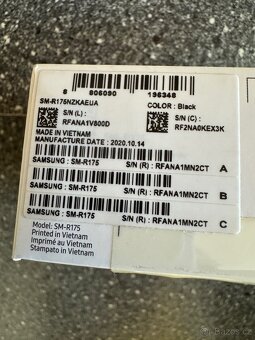 8 806090 196348
SM-R175NZKAEUA COLOR : Black
S/N (L) : RFANA1V800D
S/N (C) : RF2NA0KEX3K
MADE IN VIETNAM
MANUFACTURE DATE : 2020.10.14
SAMSUNG : SM-R175 S/N (R) : RFANA1MN2CT A
SAMSUNG : SM-R175 S/N (R) : RFANA1MN2CT B
SAMSUNG : SM-R175 S/N (R) : RFANA1MN2CT C
Model: SM-R175
Printed in Vietnam
Imprimé au Vietnam
Stampato in Vietnam